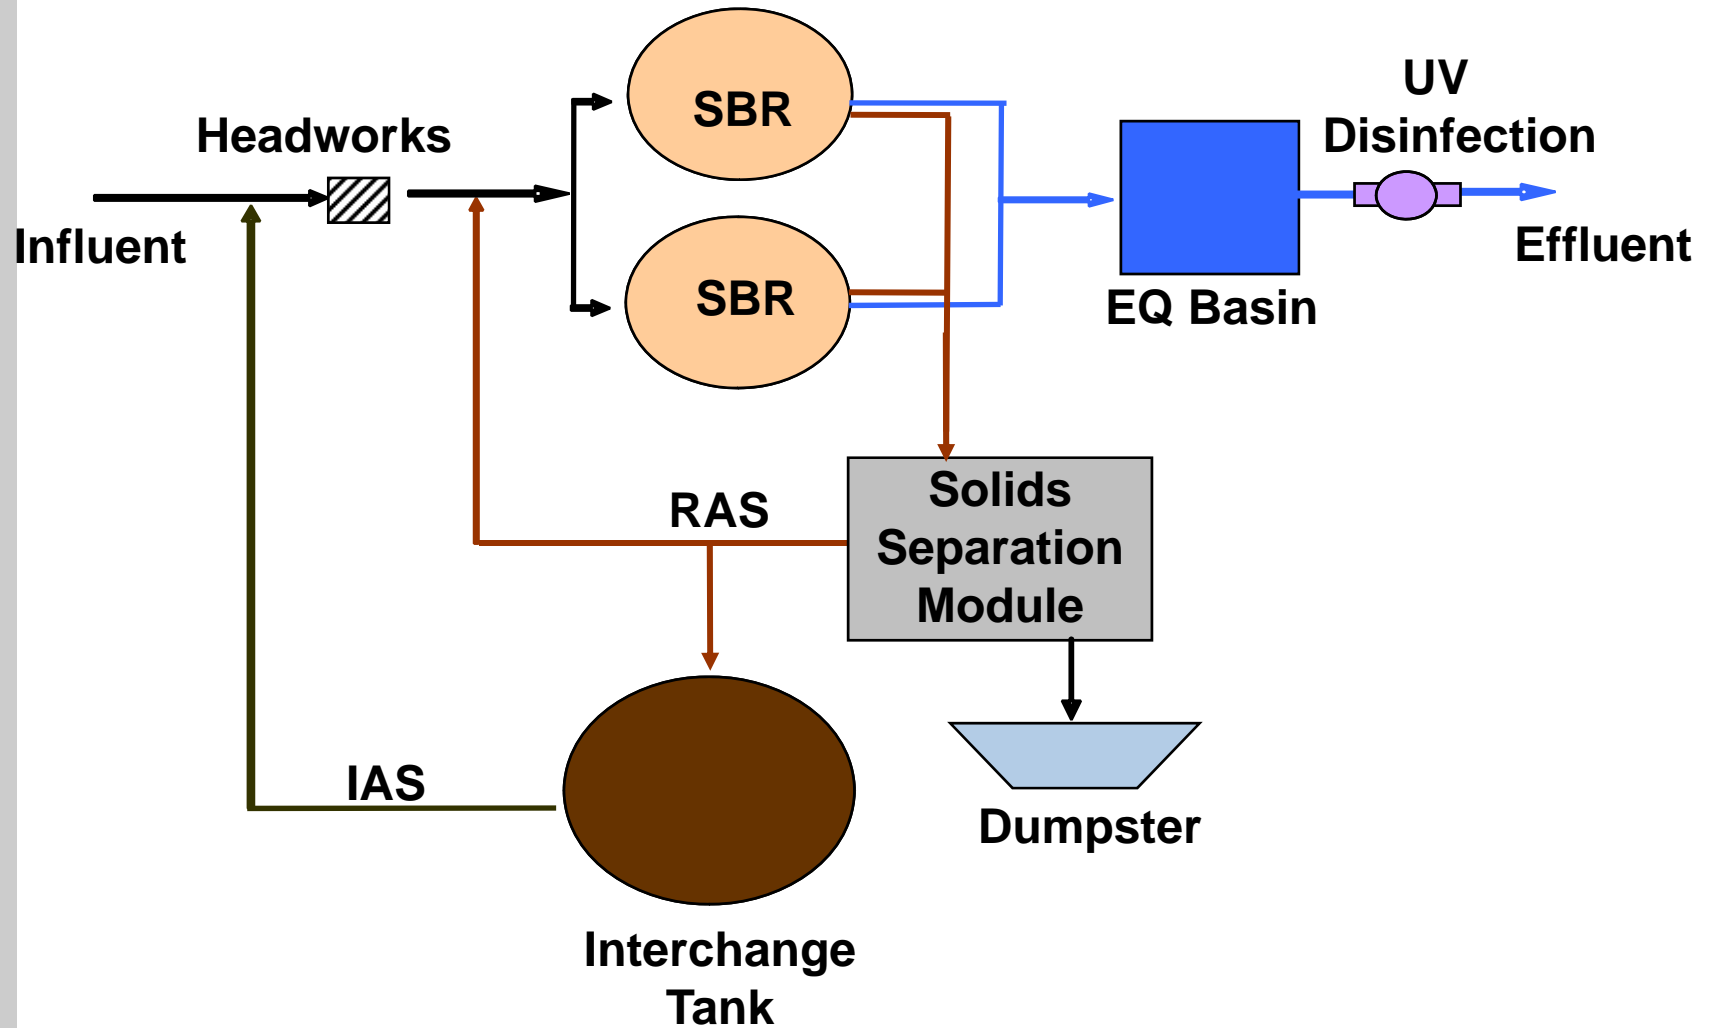 UV
Disinfection
Headworks
SBR
Influent
SBR
Effluent
EQ Basin
RAS
Solids
Separation
Module
IAS
Dumpster
Interchange
Tank